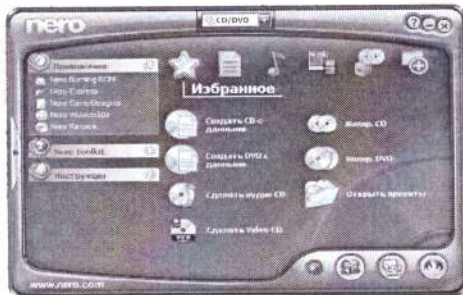 nero
CD/DVD
Приложения
Nero Burning ROM
Nero Express
Nero CoverDesigner
Nero WaveEditor
Nero Recode
Nero Toolkit
Инструкции
Избранное
Создать CD с
данными
Создать DVD с
данными
Сделать аудио CD
Сделать Video CD
VCD
Копир. CD
Копир. DVD
Открыть проекты
www.nero.com